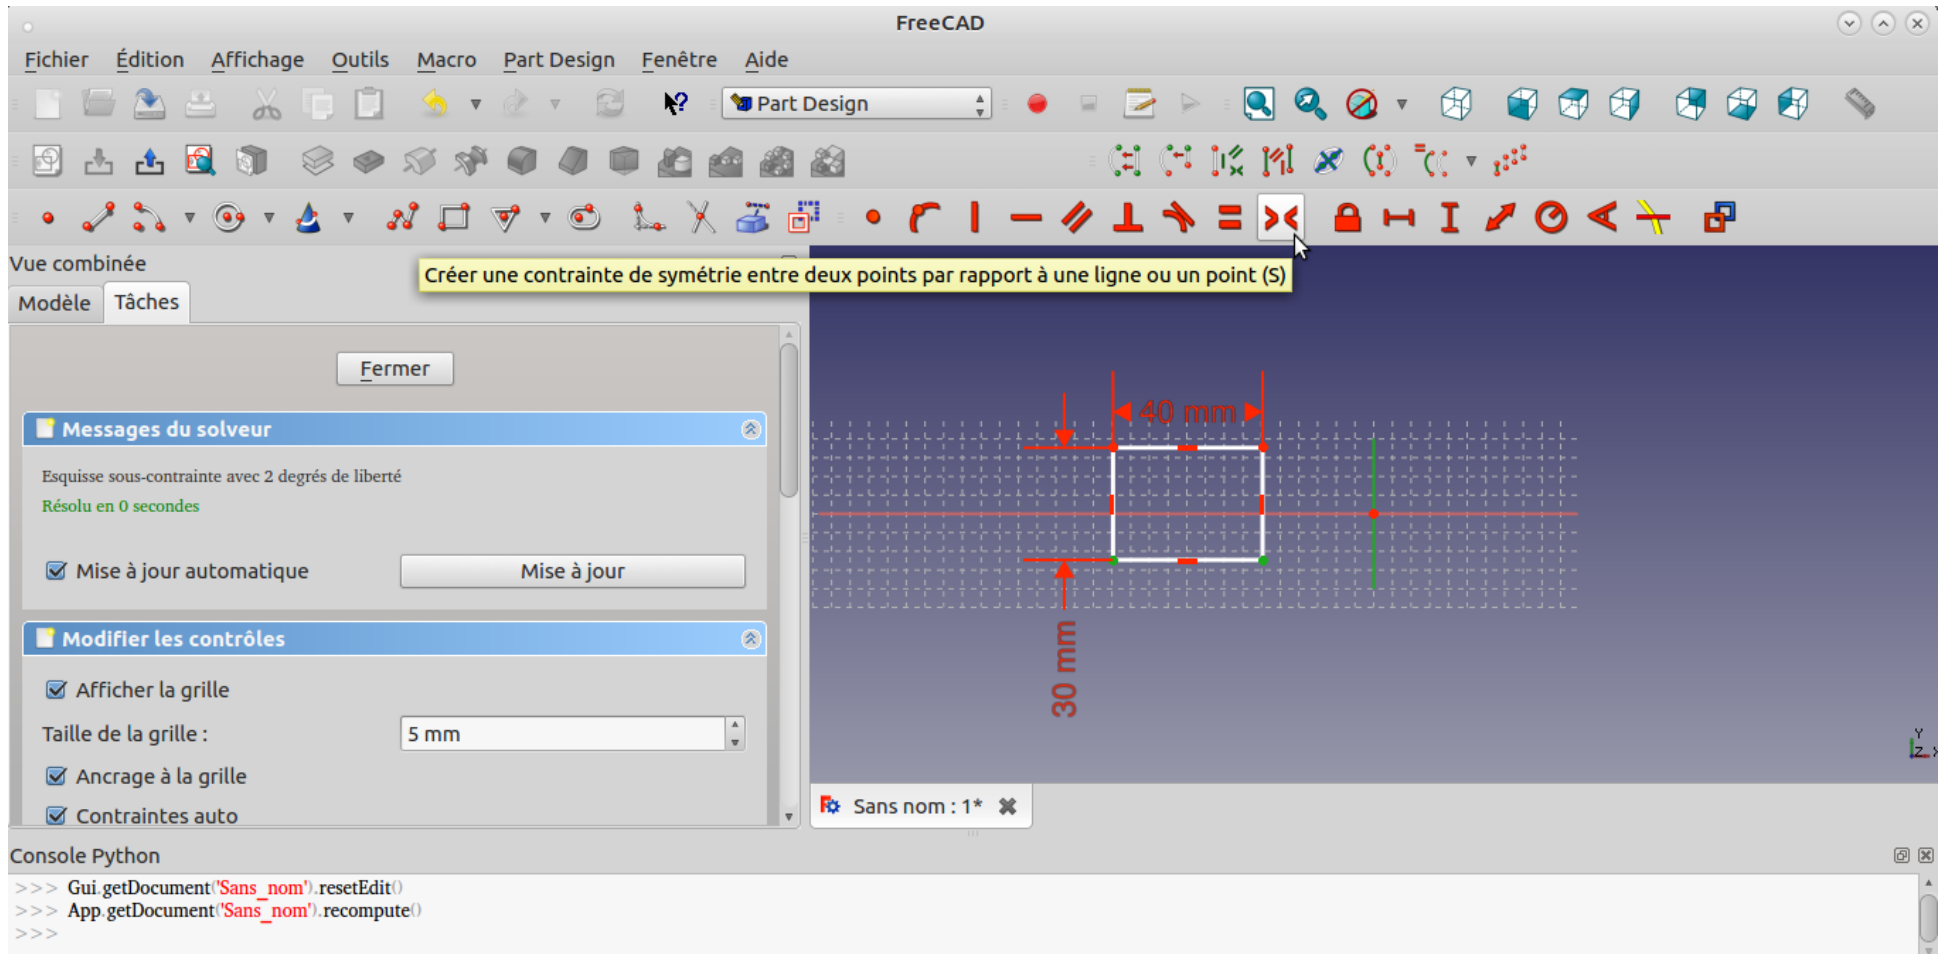 FreeCAD
Fichier Édition Affichage Outils Macro Part Design Fenêtre Aide
Part Design
Vue combinée
Créer une contrainte de symétrie entre deux points par rapport à une ligne ou un point (S)
Modèle Tâches
Fermer
Messages du solveur
Esquisse sous-contrainte avec 2 degrés de liberté
Résolu en 0 secondes
Mise à jour automatique Mise à jour
Modifier les contrôles
Afficher la grille
Taille de la grille : 5 mm
Ancrage à la grille
Contraintes auto
40 mm
30 mm
Y
Z X
Sans nom : 1*
Console Python
>>> Gui.getDocument('Sans_nom').resetEdit()
>>> App.getDocument('Sans_nom').recompute()
>>>